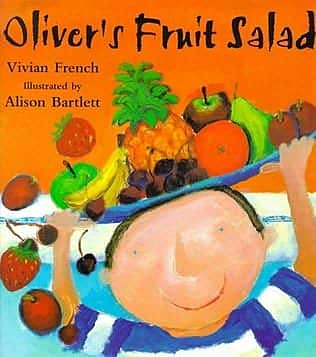 Oliver's Fruit Salad
Vivian French
Illustrated by
Alison Bartlett